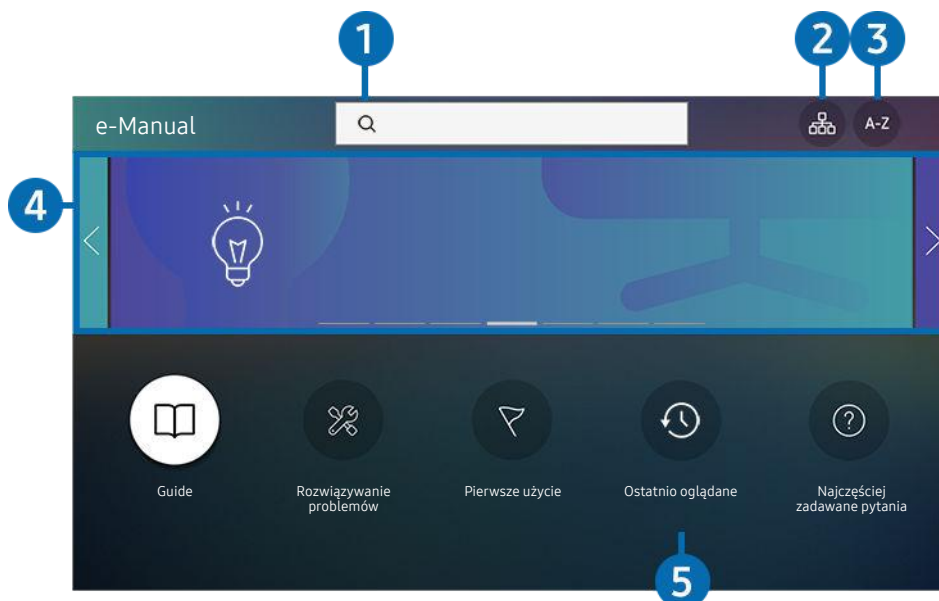 1
2
3
e-Manual
A-Z
4
Guide
Rozwiązywanie
problemów
Pierwsze użycie
Ostatnio oglądane
Najczęściej
zadawane pytania
5